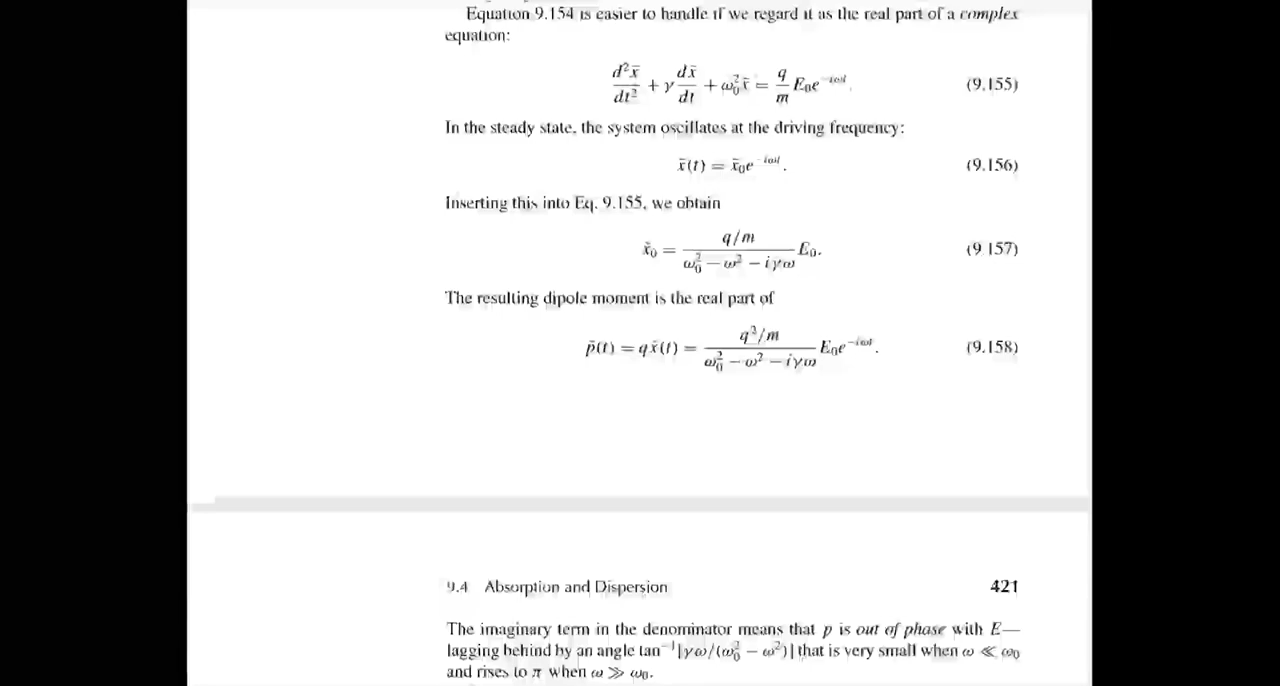 Equation 9.154 is easier to handle if we regard it as the real part of a complex
equation:
d²x̃/dt² + γ dx̃/dt + ω₀²x̃ = q/m E₀e^{-iωt}. (9.155)
In the steady state, the system oscillates at the driving frequency:
x̃(t) = x̃₀e^{-iωt}. (9.156)
Inserting this into Eq. 9.155, we obtain
x̃₀ = (q/m)/(ω₀² − ω² − iγω) E₀. (9.157)
The resulting dipole moment is the real part of
p̃(t) = qx̃(t) = (q²/m)/(ω₀² − ω² − iγω) E₀e^{-iωt}. (9.158)
9.4 Absorption and Dispersion 421
The imaginary term in the denominator means that p is out of phase with E—
lagging behind by an angle tan⁻¹[γω/(ω₀² − ω²)] that is very small when ω ≪ ω₀
and rises to π when ω ≫ ω₀.